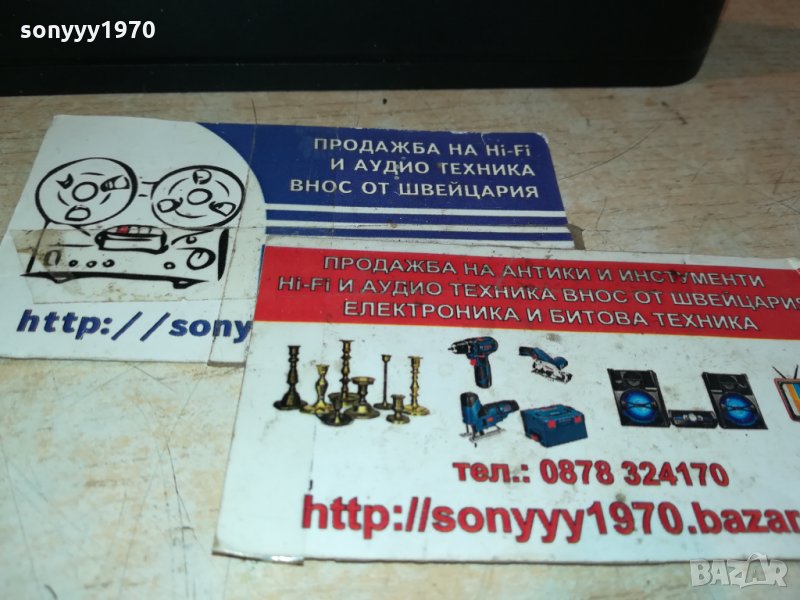 sonyyy1970
ПРОДАЖБА НА Hi-Fi
И АУДИО ТЕХНИКА
ВНОС ОТ ШВЕЙЦАРИЯ
http://sony
ПРОДАЖБА НА АНТИКИ И ИНСТУМЕНТИ
Hi-Fi И АУДИО ТЕХНИКА ВНОС ОТ ШВЕЙЦАРИЯ
ЕЛЕКТРОНИКА И БИТОВА ТЕХНИКА
тел.: 0878 324170
http://sonyyy1970.bazar
BAZAR